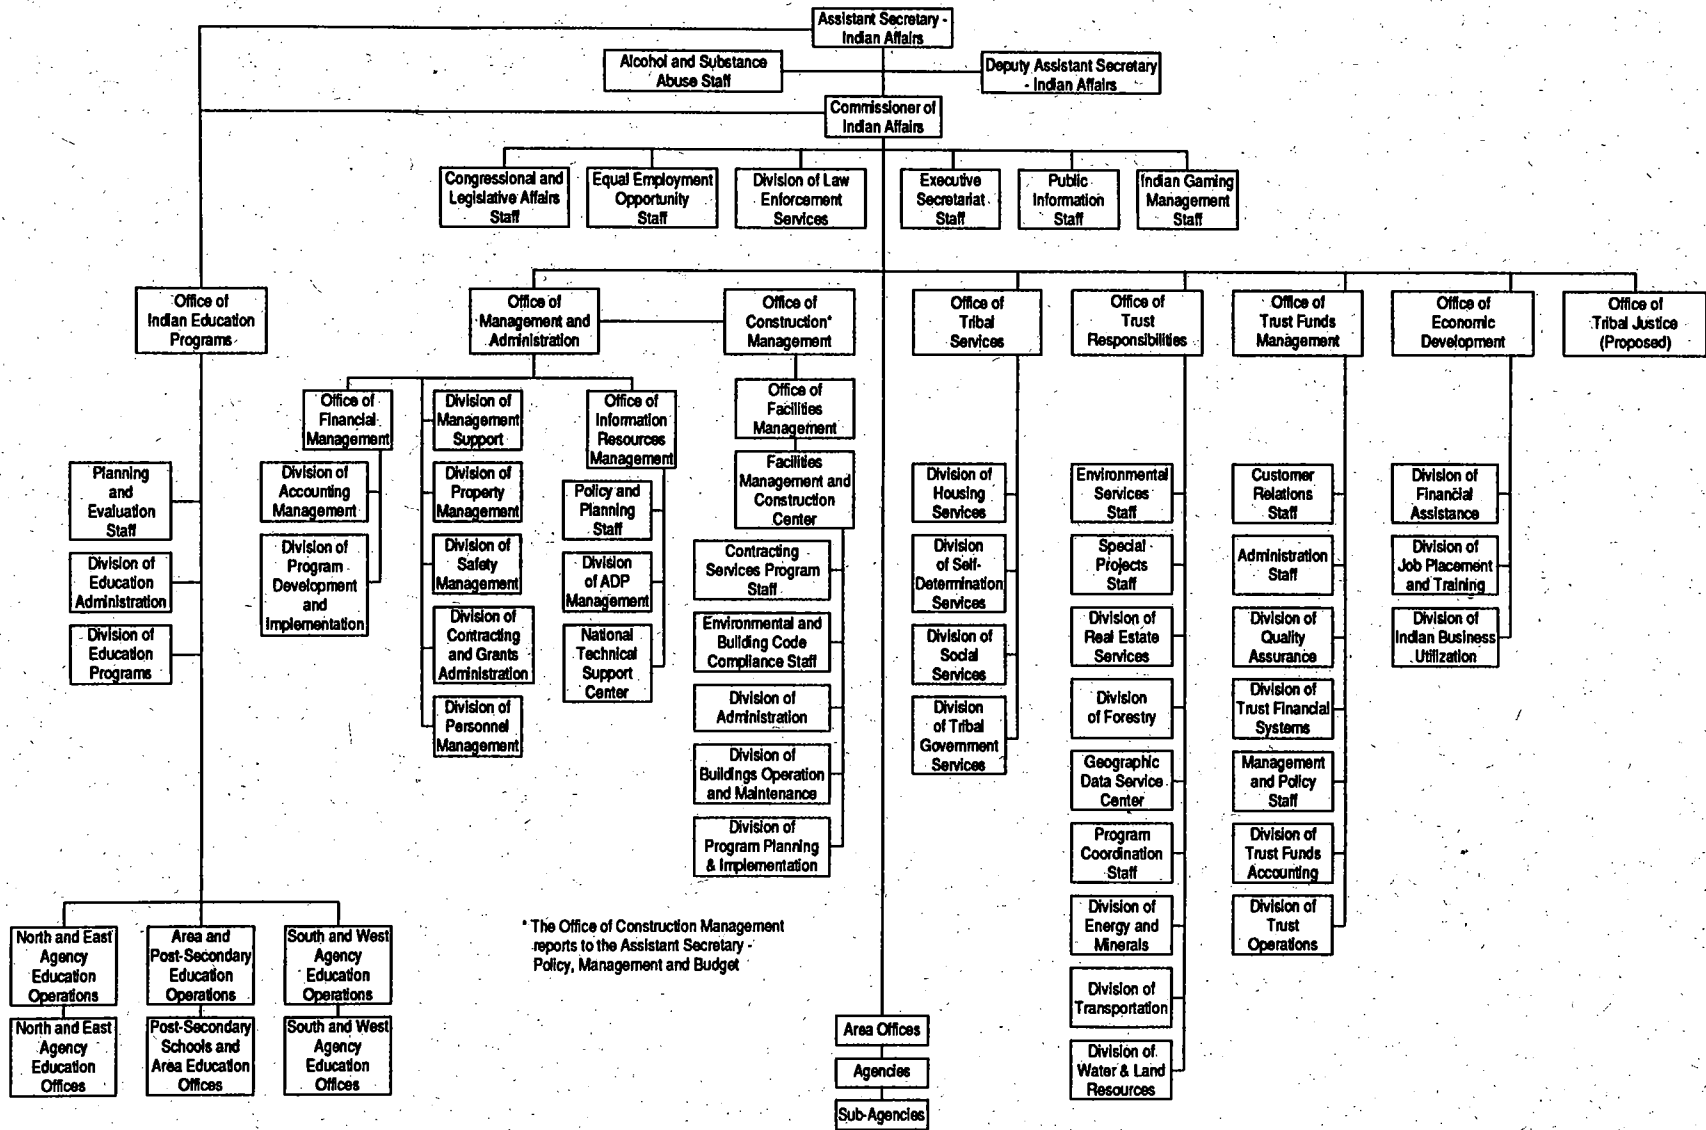 Assistant Secretary -
Indian Affairs
Alcohol and Substance
Abuse Staff
Deputy Assistant Secretary
- Indian Affairs
Commissioner of
Indian Affairs
Congressional and
Legislative Affairs
Staff
Equal Employment
Opportunity
Staff
Division of Law
Enforcement
Services
Executive
Secretariat
Staff
Public
Information
Staff
Indian Gaming
Management
Staff
Office of
Indian Education
Programs
Office of
Management and
Administration
Office of
Construction*
Management
Office of
Tribal
Services
Office of
Trust
Responsibilities
Office of
Trust Funds
Management
Office of
Economic
Development
Office of
Tribal Justice
(Proposed)
Planning
and
Evaluation
Staff
Division of
Education
Administration
Division of
Education
Programs
Office of
Financial
Management
Division of
Accounting
Management
Division of
Program
Development
and
Implementation
Division of
Management
Support
Division of
Property
Management
Division of
Safety
Management
Division of
Contracting
and Grants
Administration
Division of
Personnel
Management
Office of
Information
Resources
Management
Policy and
Planning
Staff
Division
of ADP
Management
National
Technical
Support
Center
Office of
Facilities
Management
Facilities
Management and
Construction
Center
Contracting
Services Program
Staff
Environmental and
Building Code
Compliance Staff
Division of
Administration
Division of
Buildings Operation
and Maintenance
Division of
Program Planning
& Implementation
Division of
Housing
Services
Division
of Self-
Determination
Services
Division of
Social
Services
Division
of Tribal
Government
Services
Environmental
Services
Staff
Special
Projects
Staff
Division of
Real Estate
Services
Division
of Forestry
Geographic
Data Service
Center
Program
Coordination
Staff
Division of
Energy and
Minerals
Division of
Transportation
Division of
Water & Land
Resources
Customer
Relations
Staff
Administration
Staff
Division of
Quality
Assurance
Division of
Trust Financial
Systems
Management
and Policy
Staff
Division of
Trust Funds
Accounting
Division of
Trust
Operations
Division of
Financial
Assistance
Division of
Job Placement
and Training
Division of
Indian Business
Utilization
North and East
Agency
Education
Operations
Area and
Post-Secondary
Education
Operations
South and West
Agency
Education
Operations
North and East
Agency
Education
Offices
Post-Secondary
Schools and
Area Education
Offices
South and West
Agency
Education
Offices
* The Office of Construction Management
reports to the Assistant Secretary -
Policy, Management and Budget
Area Offices
Agencies
Sub-Agencies